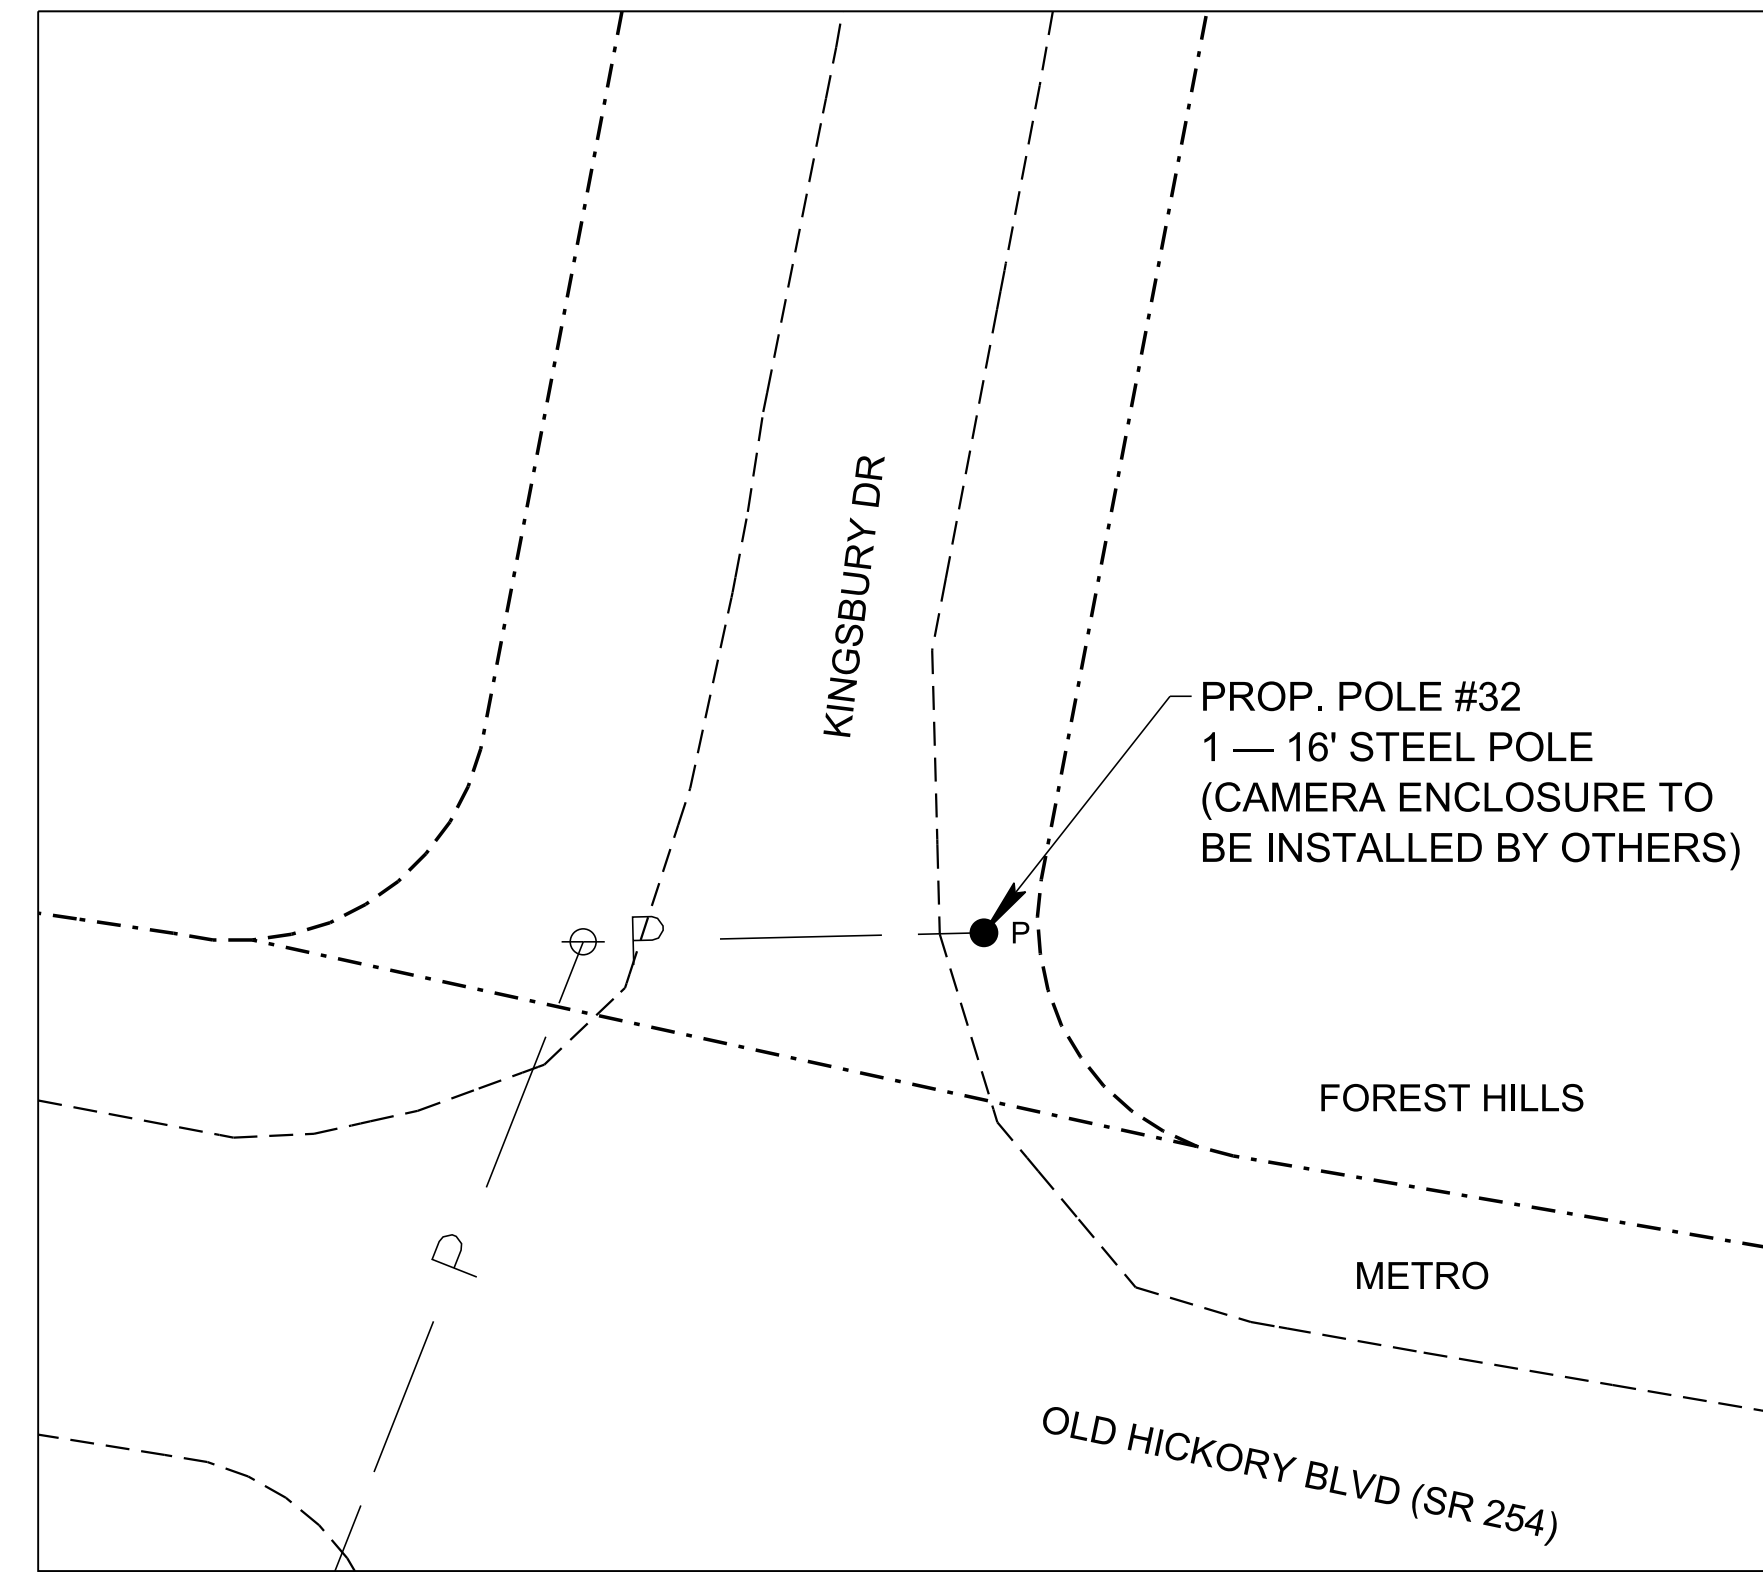 KINGSBURY DR
PROP. POLE #32
1 — 16' STEEL POLE
(CAMERA ENCLOSURE TO
BE INSTALLED BY OTHERS)
P
P
FOREST HILLS
P
METRO
OLD HICKORY BLVD (SR 254)